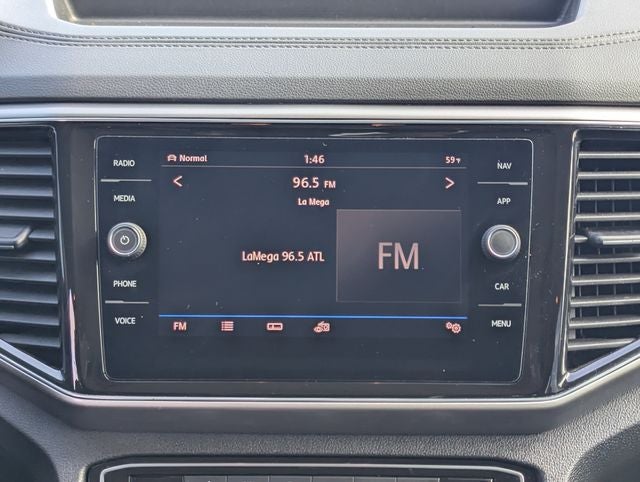 RADIO
MEDIA
PHONE
VOICE
Normal 1:46 59°F
96.5 FM
La Mega
LaMega 96.5 ATL
FM
FM
NAV
APP
CAR
MENU